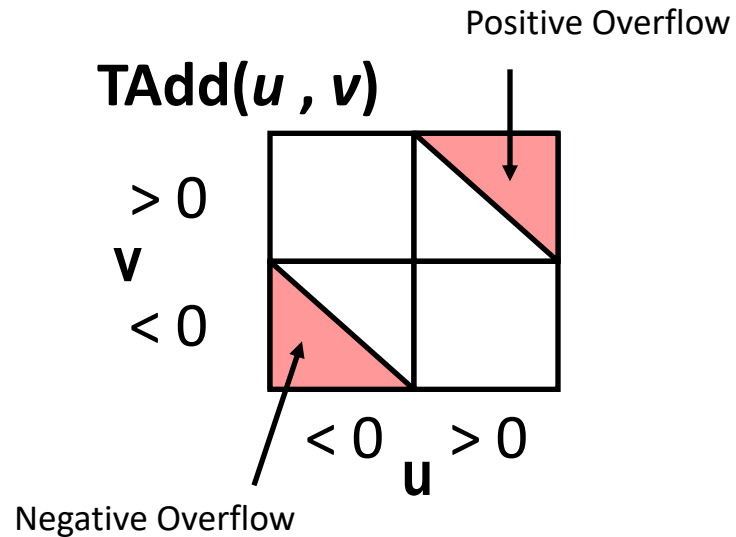 Positive Overflow
TAdd(u , v)
> 0
v
< 0
< 0 > 0
u
Negative Overflow